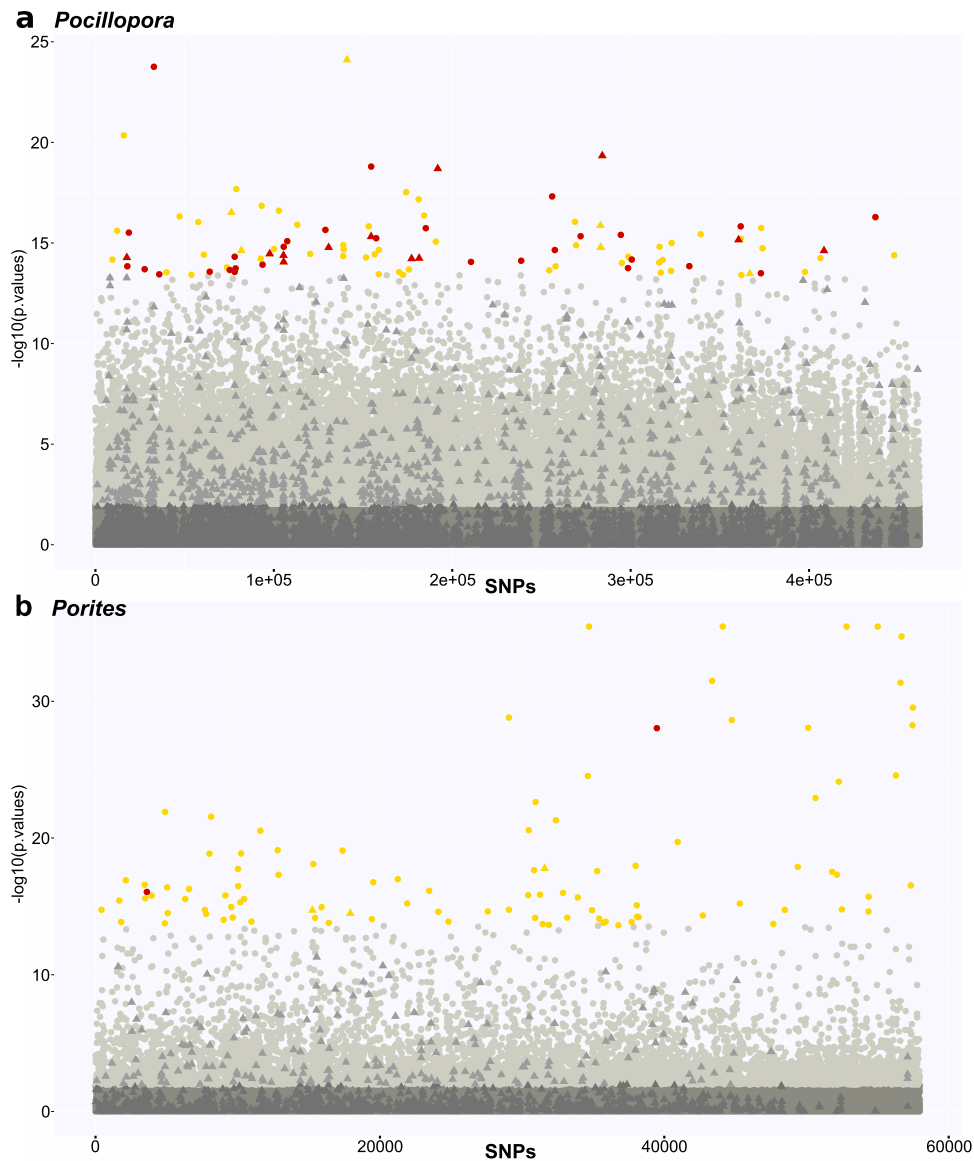 a Pocillopora
25
20
15
10
5
0
-log10(p.values)
0 1e+05 2e+05 3e+05 4e+05
SNPs
b Porites
30
20
10
0
-log10(p.values)
0 20000 40000 60000
SNPs